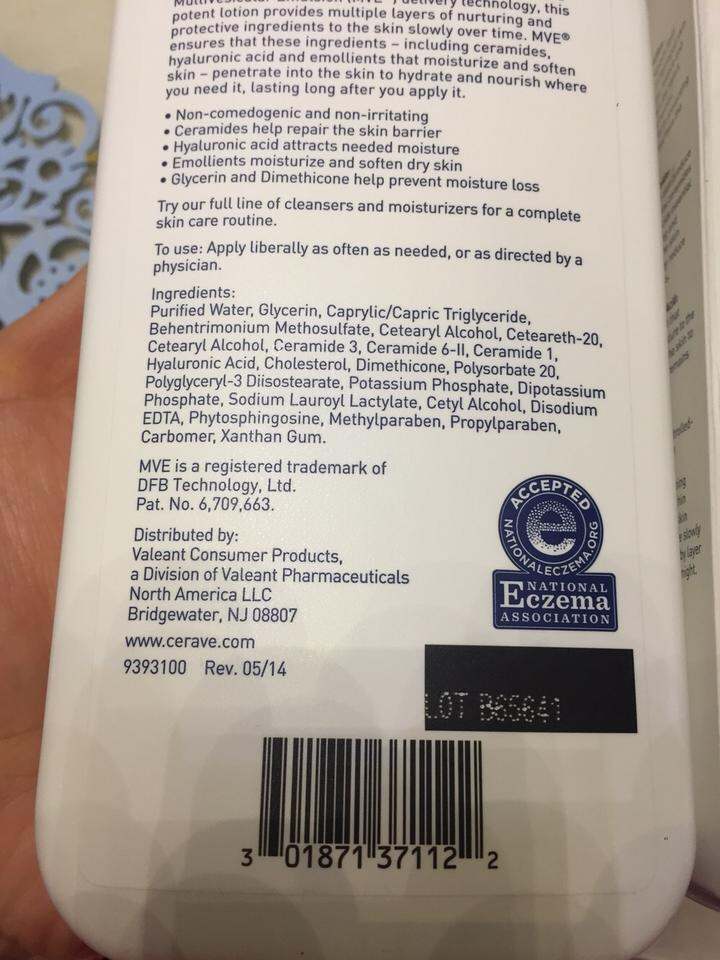 delivery technology, this
potent lotion provides multiple layers of nurturing and
protective ingredients to the skin slowly over time. MVE®
ensures that these ingredients – including ceramides,
hyaluronic acid and emollients that moisturize and soften
skin – penetrate into the skin to hydrate and nourish where
you need it, lasting long after you apply it.
• Non-comedogenic and non-irritating
• Ceramides help repair the skin barrier
• Hyaluronic acid attracts needed moisture
• Emollients moisturize and soften dry skin
• Glycerin and Dimethicone help prevent moisture loss
Try our full line of cleansers and moisturizers for a complete
skin care routine.
To use: Apply liberally as often as needed, or as directed by a
physician.
Ingredients:
Purified Water, Glycerin, Caprylic/Capric Triglyceride,
Behentrimonium Methosulfate, Cetearyl Alcohol, Ceteareth-20,
Cetearyl Alcohol, Ceramide 3, Ceramide 6-II, Ceramide 1,
Hyaluronic Acid, Cholesterol, Dimethicone, Polysorbate 20,
Polyglyceryl-3 Diisostearate, Potassium Phosphate, Dipotassium
Phosphate, Sodium Lauroyl Lactylate, Cetyl Alcohol, Disodium
EDTA, Phytosphingosine, Methylparaben, Propylparaben,
Carbomer, Xanthan Gum.
MVE is a registered trademark of
DFB Technology, Ltd.
Pat. No. 6,709,663.
Distributed by:
Valeant Consumer Products,
a Division of Valeant Pharmaceuticals
North America LLC
Bridgewater, NJ 08807
www.cerave.com
9393100 Rev. 05/14
ACCEPTED
e
NATIONALECZEMA.ORG
NATIONAL
Eczema
ASSOCIATION
LOT
3 01871 37112 2